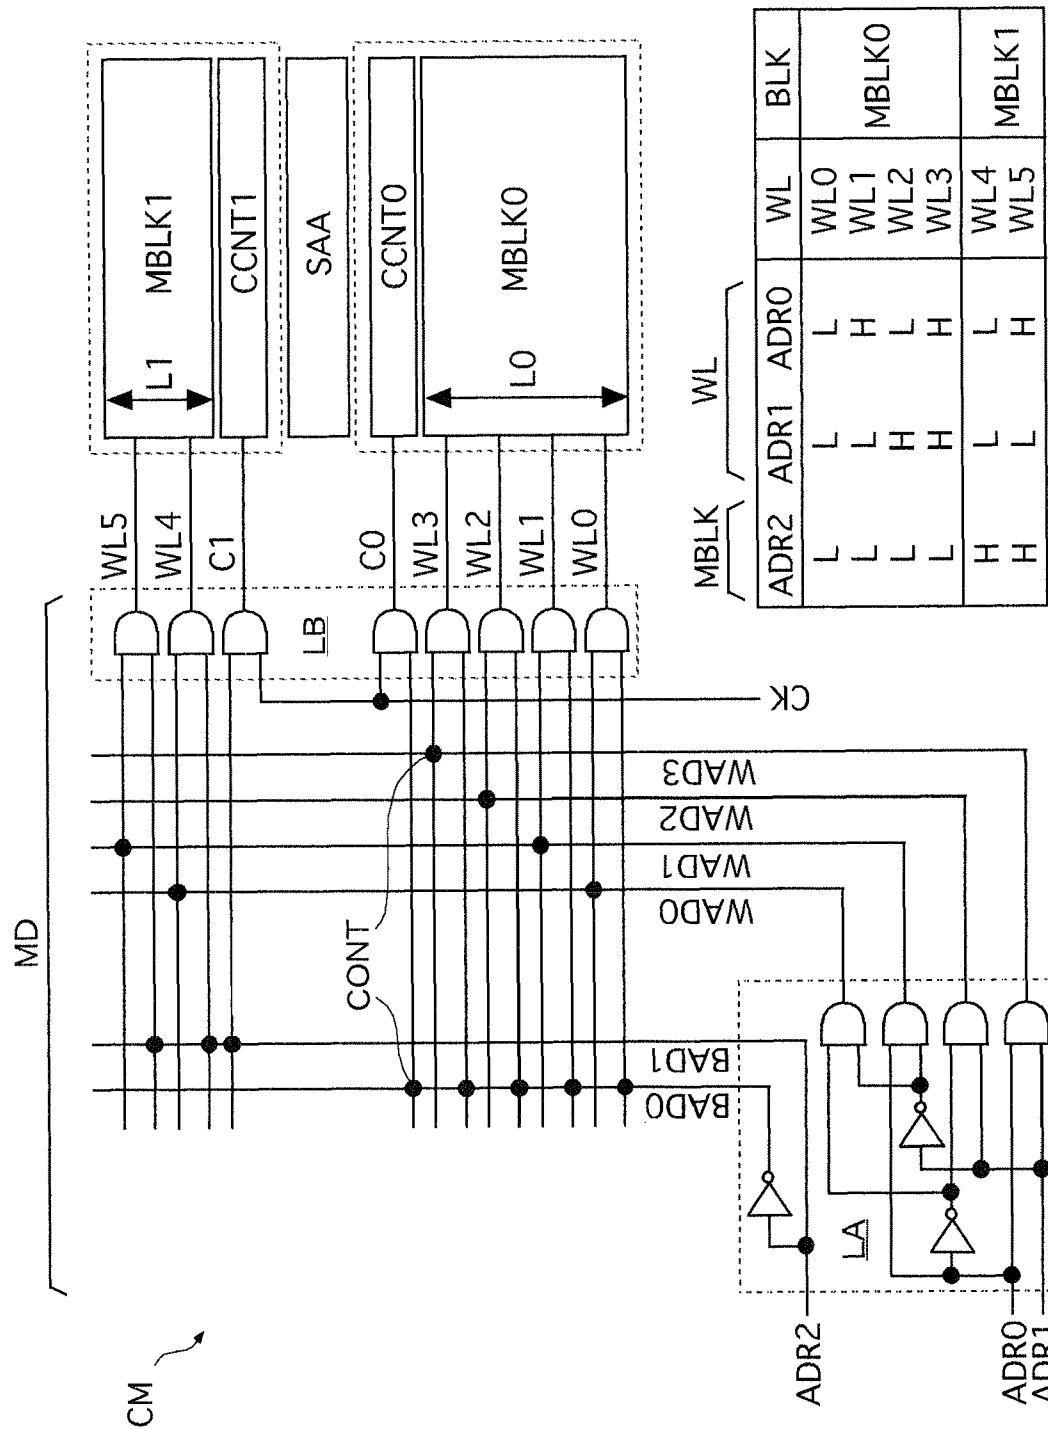 CM
MD
MBLK1
L1
CCNT1
SAA
CCNT0
MBLK0
L0
WL5
WL4
C1
C0
WL3
WL2
WL1
WL0
LB
CK
CONT
WAD3
WAD2
WAD1
WAD0
BAD1
BAD0
LA
ADR2
ADR0
ADR1
MBLK WL
ADR2 ADR1 ADR0 WL BLK
L L L WL0 MBLK0
L L H WL1
L H L WL2
L H H WL3
H L L WL4 MBLK1
H L H WL5